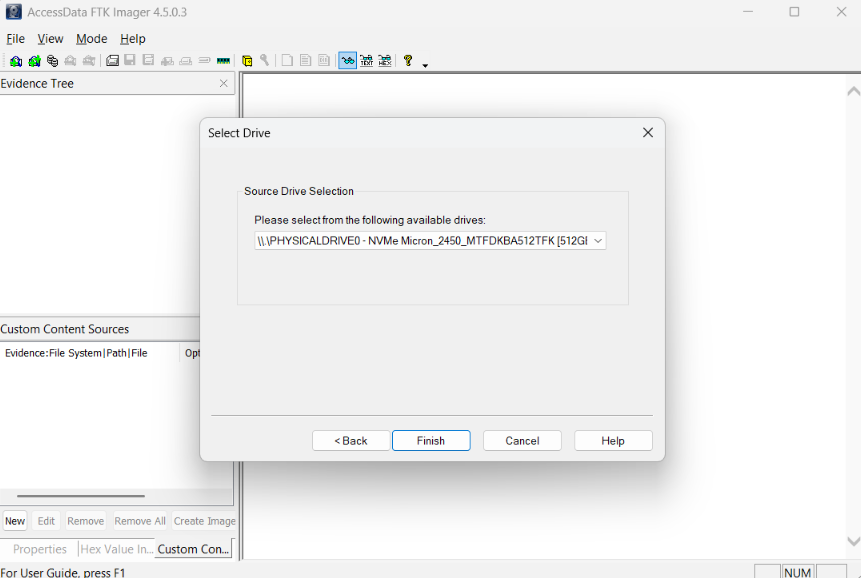 AccessData FTK Imager 4.5.0.3
File View Mode Help
TEXT HEX ?
Evidence Tree
Select Drive
Source Drive Selection
Please select from the following available drives:
\\.\PHYSICALDRIVE0 - NVMe Micron_2450_MTFDKBA512TFK [512G
Custom Content Sources
Evidence:File System|Path|File Opt
< Back Finish Cancel Help
New Edit Remove Remove All Create Image
Properties Hex Value In... Custom Con...
For User Guide, press F1 NUM